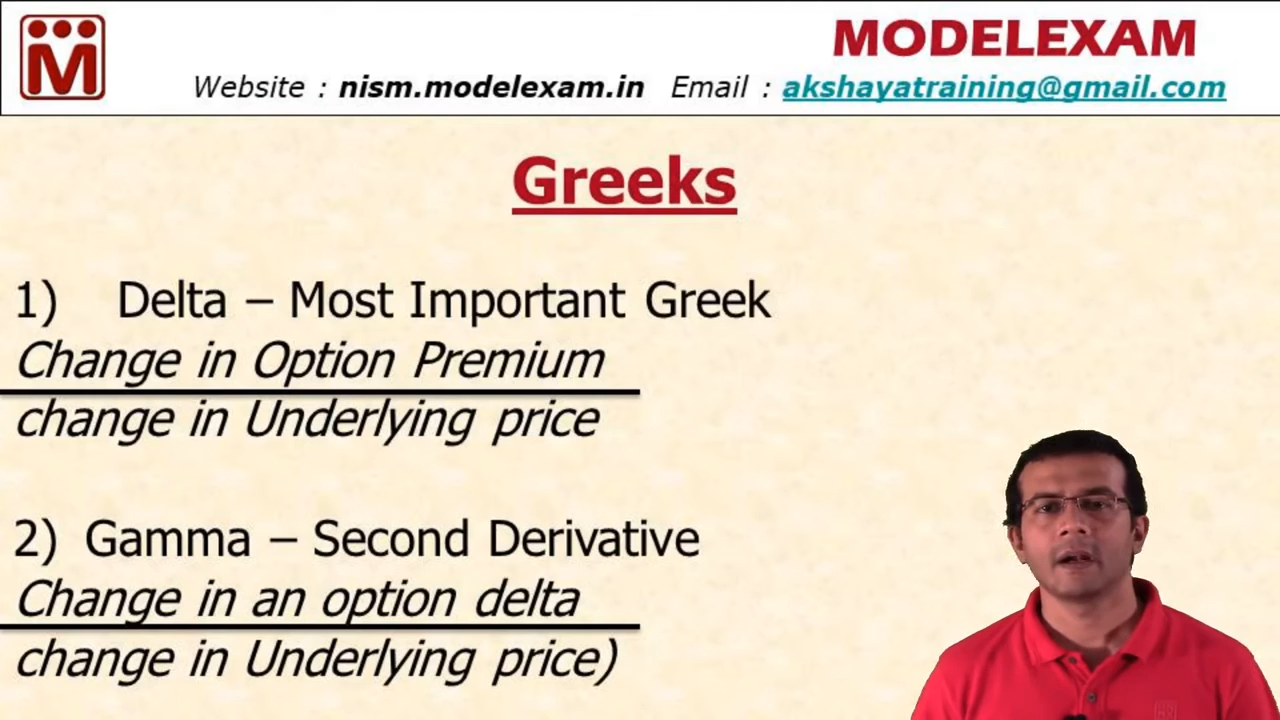 M
MODELEXAM
Website : nism.modelexam.in Email : akshayatraining@gmail.com
Greeks
1) Delta – Most Important Greek
Change in Option Premium
change in Underlying price
2) Gamma – Second Derivative
Change in an option delta
change in Underlying price)